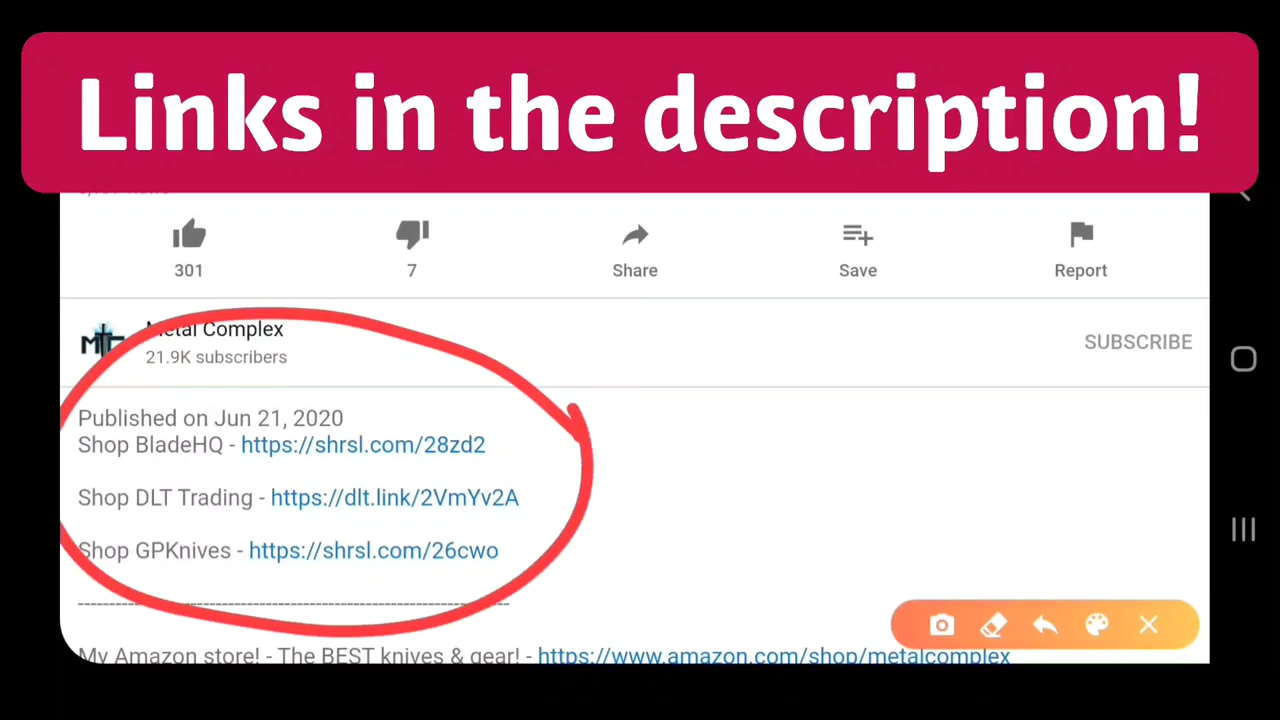 Links in the description!
301
7
Share
Save
Report
MTC
Metal Complex
21.9K subscribers
SUBSCRIBE
Published on Jun 21, 2020
Shop BladeHQ - https://shrsl.com/28zd2
Shop DLT Trading - https://dlt.link/2VmYv2A
Shop GPKnives - https://shrsl.com/26cwo
----------------------------------------------------------------------
My Amazon store! - The BEST knives & gear! - https://www.amazon.com/shop/metalcomplex